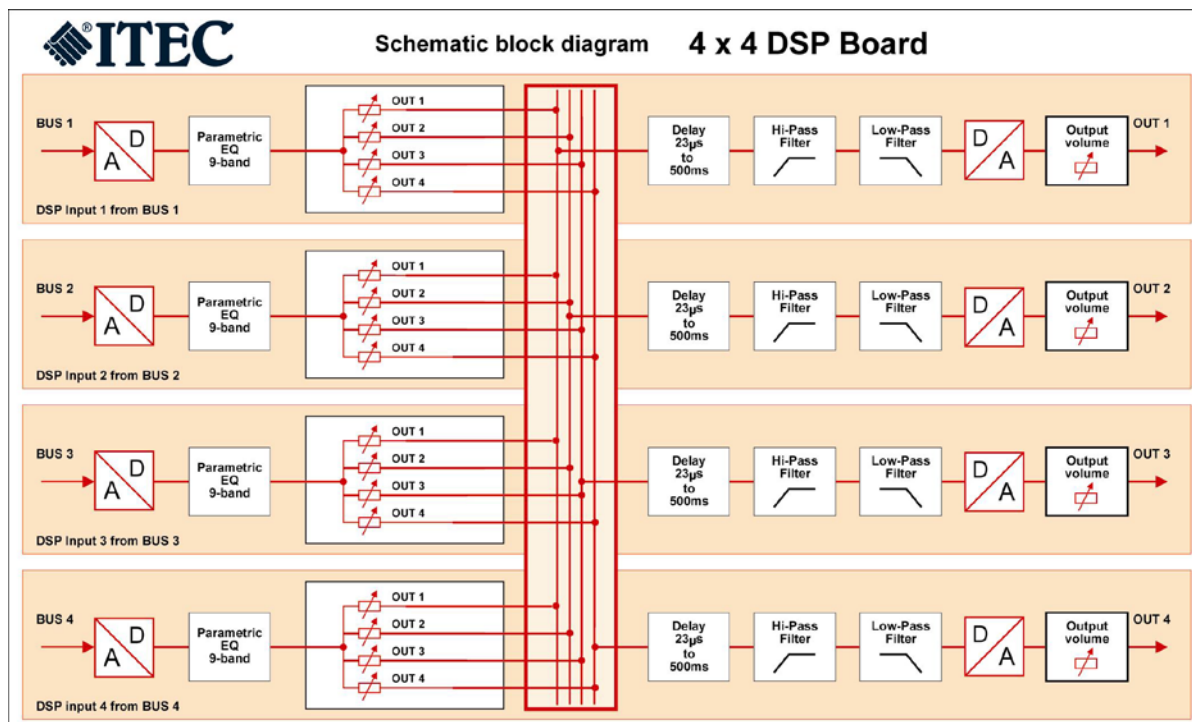 ®ITEC
Schematic block diagram 4 x 4 DSP Board
BUS 1
D
A
Parametric
EQ
9-band
OUT 1
OUT 2
OUT 3
OUT 4
Delay
23µs
to
500ms
Hi-Pass
Filter
Low-Pass
Filter
D
A
Output
volume
OUT 1
DSP Input 1 from BUS 1
BUS 2
D
A
Parametric
EQ
9-band
OUT 1
OUT 2
OUT 3
OUT 4
Delay
23µs
to
500ms
Hi-Pass
Filter
Low-Pass
Filter
D
A
Output
volume
OUT 2
DSP Input 2 from BUS 2
BUS 3
D
A
Parametric
EQ
9-band
OUT 1
OUT 2
OUT 3
OUT 4
Delay
23µs
to
500ms
Hi-Pass
Filter
Low-Pass
Filter
D
A
Output
volume
OUT 3
DSP Input 3 from BUS 3
BUS 4
D
A
Parametric
EQ
9-band
OUT 1
OUT 2
OUT 3
OUT 4
Delay
23µs
to
500ms
Hi-Pass
Filter
Low-Pass
Filter
D
A
Output
volume
OUT 4
DSP input 4 from BUS 4